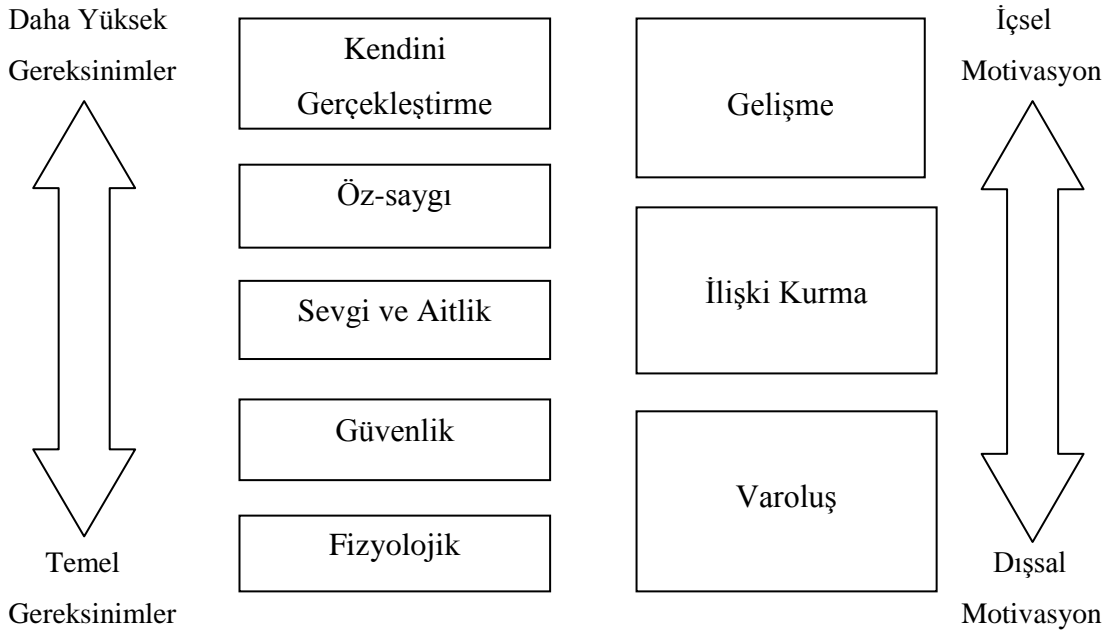 Daha Yüksek
Gereksinimler
Kendini
Gerçekleştirme
Öz-saygı
Sevgi ve Aitlik
Güvenlik
Fizyolojik
Temel
Gereksinimler
Gelişme
İlişki Kurma
Varoluş
İçsel
Motivasyon
Dışsal
Motivasyon